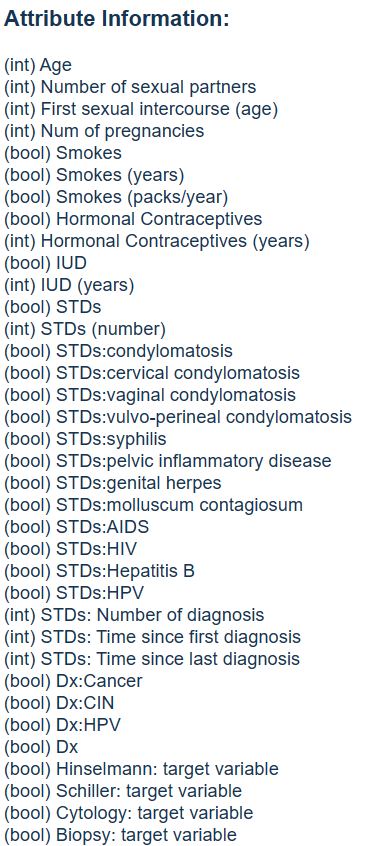 Attribute Information:
(int) Age
(int) Number of sexual partners
(int) First sexual intercourse (age)
(int) Num of pregnancies
(bool) Smokes
(bool) Smokes (years)
(bool) Smokes (packs/year)
(bool) Hormonal Contraceptives
(int) Hormonal Contraceptives (years)
(bool) IUD
(int) IUD (years)
(bool) STDs
(int) STDs (number)
(bool) STDs:condylomatosis
(bool) STDs:cervical condylomatosis
(bool) STDs:vaginal condylomatosis
(bool) STDs:vulvo-perineal condylomatosis
(bool) STDs:syphilis
(bool) STDs:pelvic inflammatory disease
(bool) STDs:genital herpes
(bool) STDs:molluscum contagiosum
(bool) STDs:AIDS
(bool) STDs:HIV
(bool) STDs:Hepatitis B
(bool) STDs:HPV
(int) STDs: Number of diagnosis
(int) STDs: Time since first diagnosis
(int) STDs: Time since last diagnosis
(bool) Dx:Cancer
(bool) Dx:CIN
(bool) Dx:HPV
(bool) Dx
(bool) Hinselmann: target variable
(bool) Schiller: target variable
(bool) Cytology: target variable
(bool) Biopsy: target variable